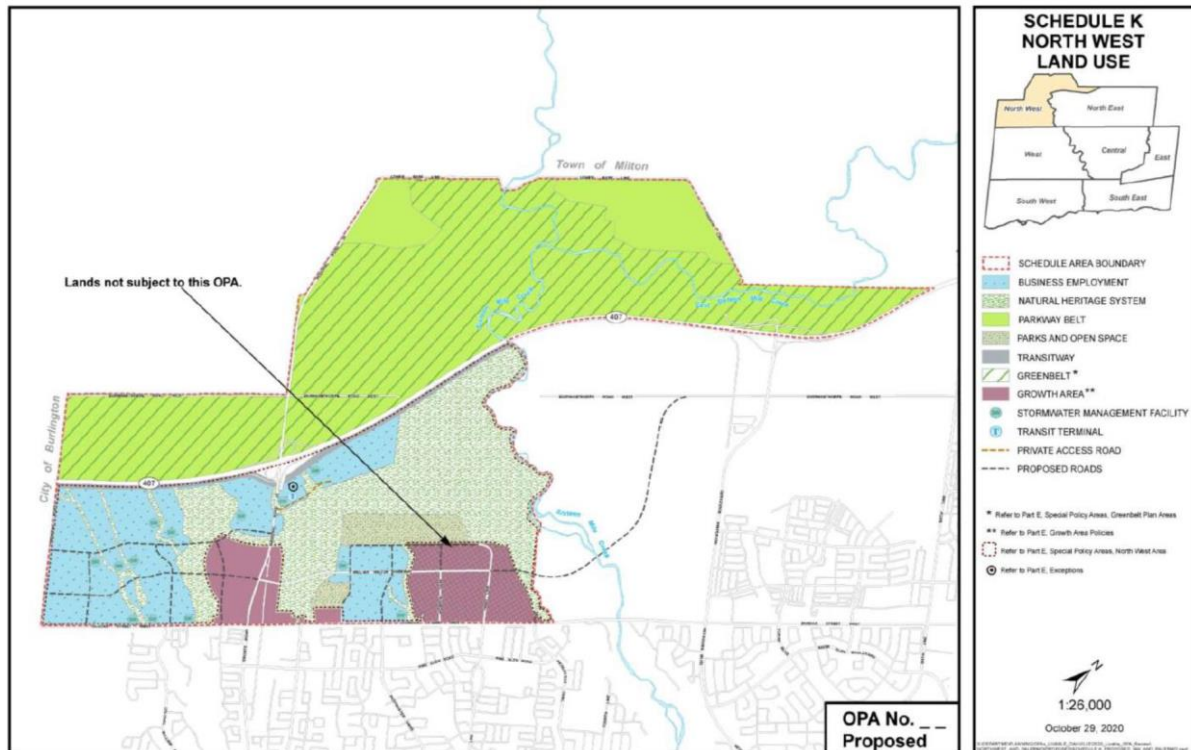 SCHEDULE K
NORTH WEST
LAND USE
North West
North East
West
Central
East
South West
South East
SCHEDULE AREA BOUNDARY
BUSINESS EMPLOYMENT
NATURAL HERITAGE SYSTEM
PARKWAY BELT
PARKS AND OPEN SPACE
TRANSITWAY
GREENBELT *
GROWTH AREA **
STORMWATER MANAGEMENT FACILITY
TRANSIT TERMINAL
PRIVATE ACCESS ROAD
PROPOSED ROADS
* Refer to Part E, Special Policy Areas, Greenbelt Plan Areas
** Refer to Part E, Growth Area Policies
Refer to Part E, Special Policy Areas, North West Area
Refer to Part E, Exceptions
N
1:26,000
October 29, 2020
Town of Milton
Lands not subject to this OPA.
407
City of Burlington
407
OPA No. _ _
Proposed